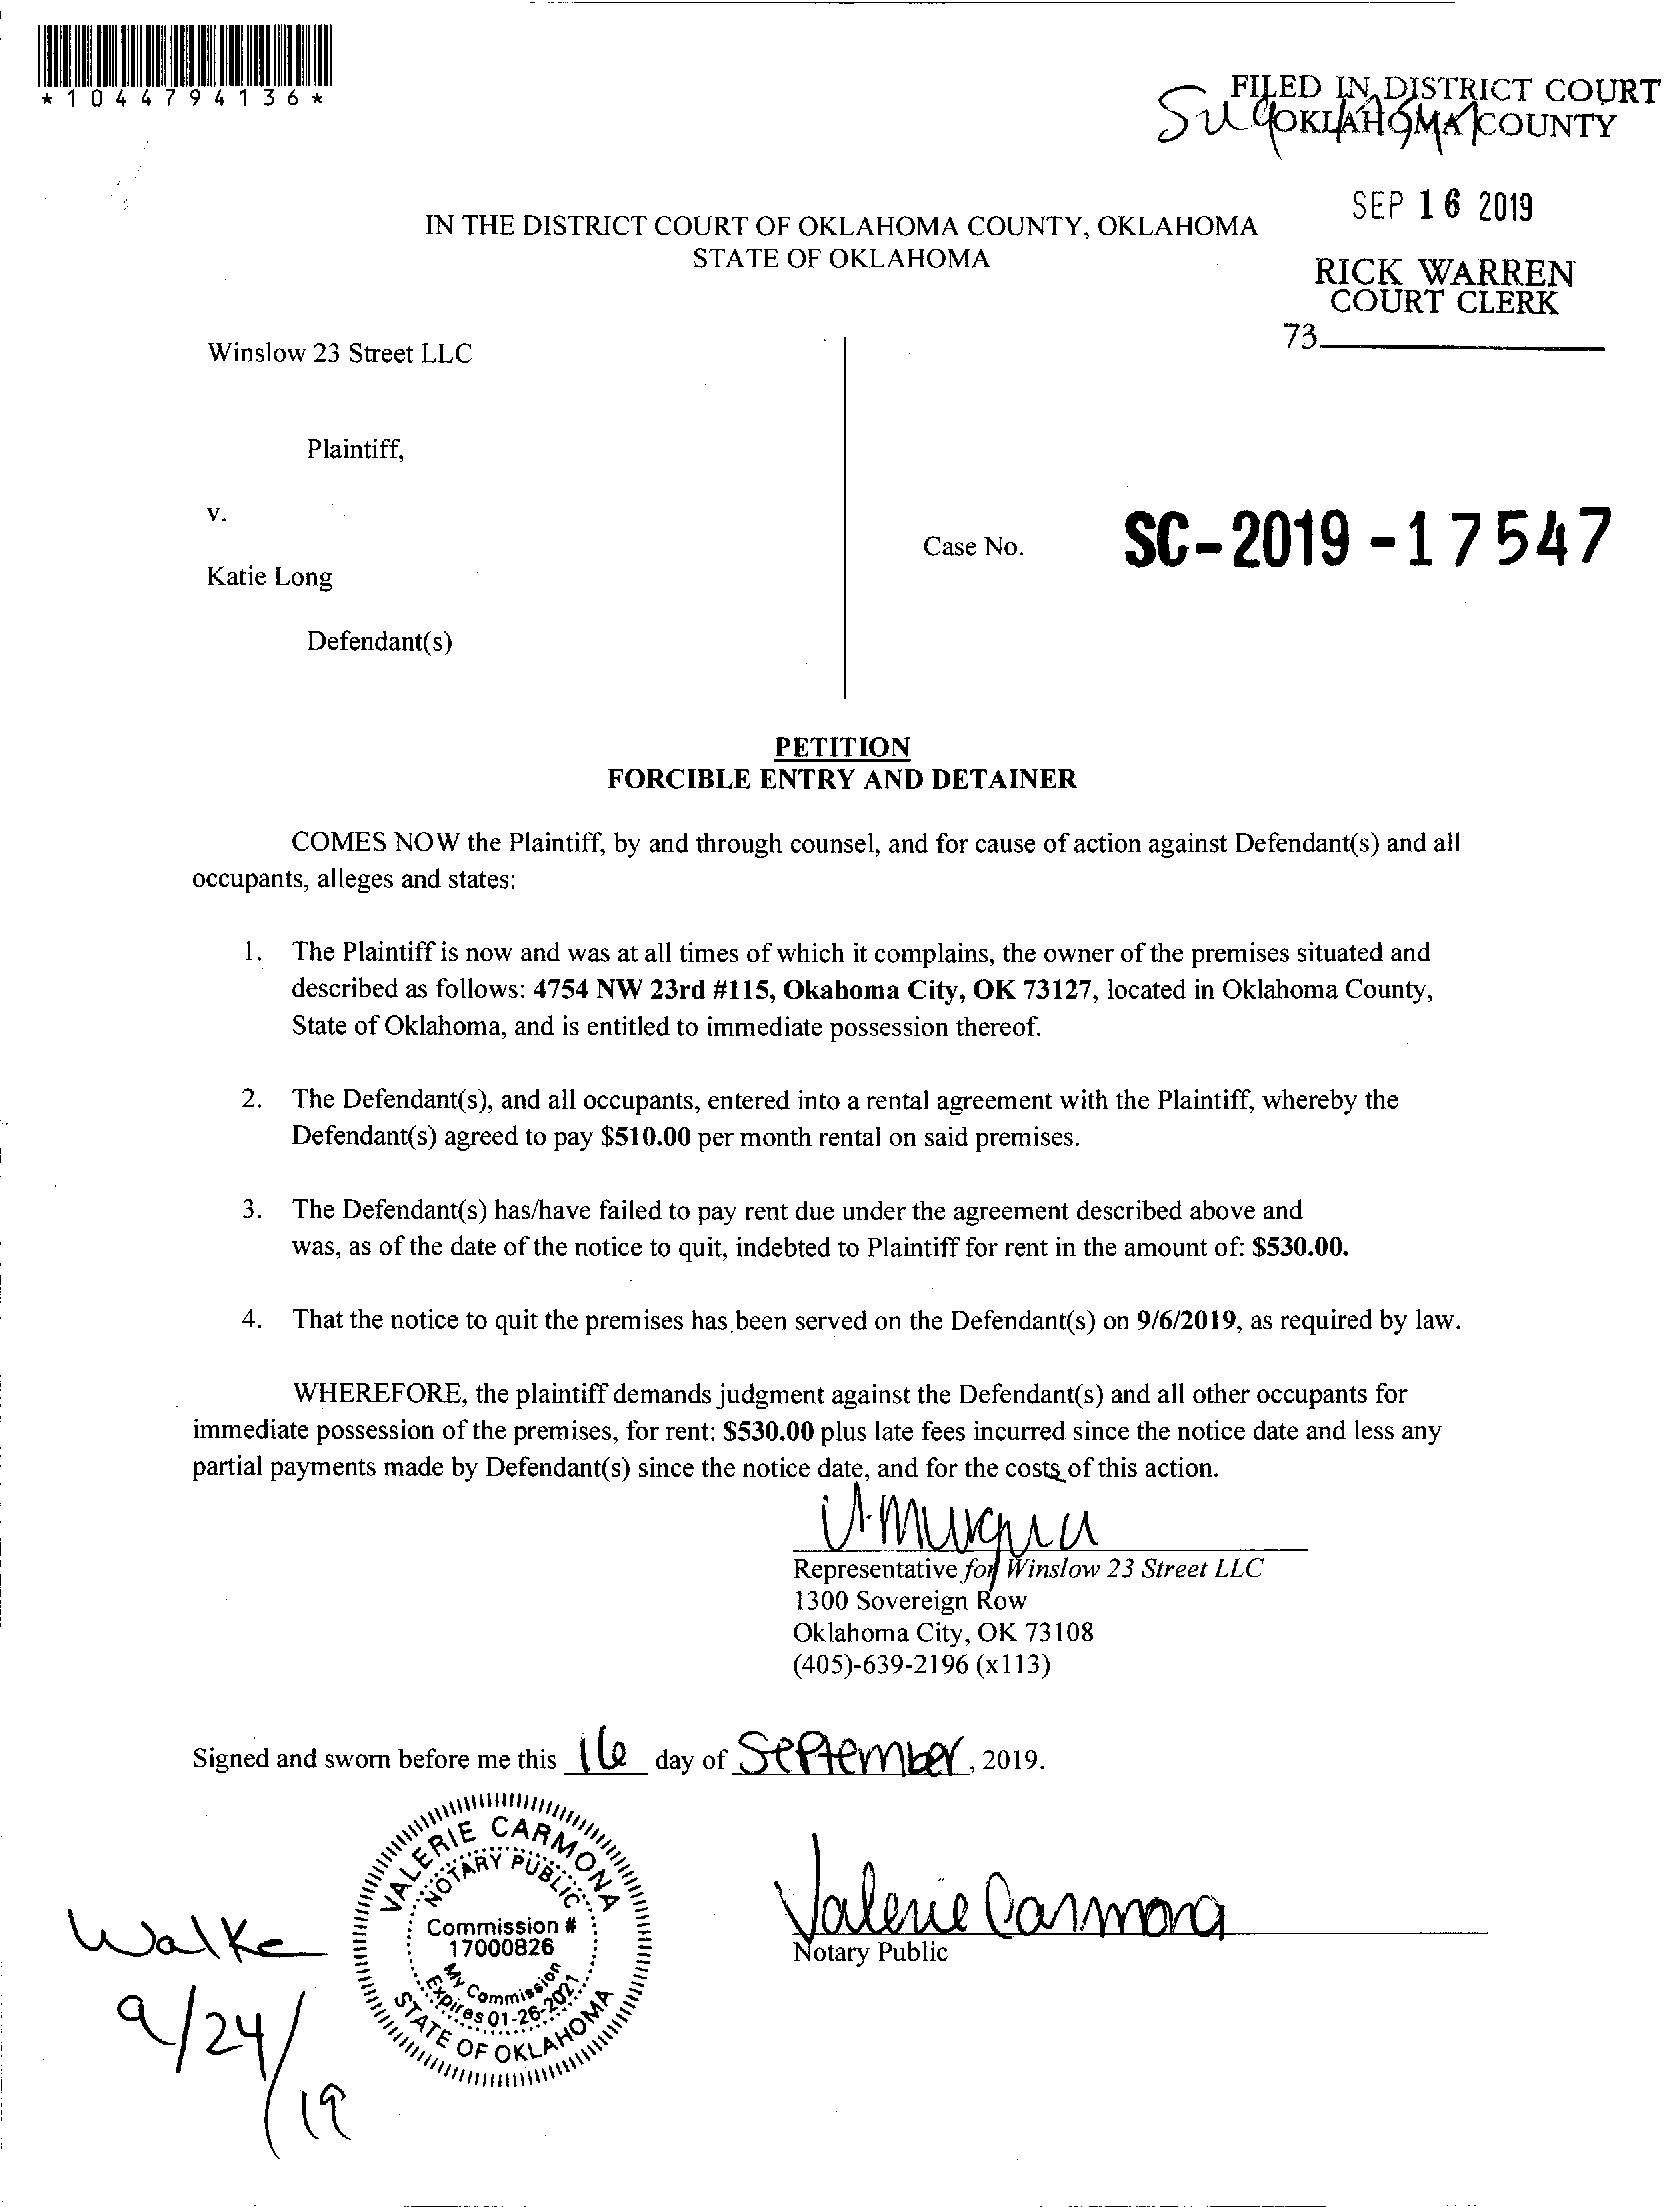 *1044794136*
FILED IN DISTRICT COURT
OKLAHOMA COUNTY
SEP 16 2019
RICK WARREN
COURT CLERK
73
IN THE DISTRICT COURT OF OKLAHOMA COUNTY, OKLAHOMA
STATE OF OKLAHOMA
Winslow 23 Street LLC
Plaintiff,
v.
Case No. SC-2019-17547
Katie Long
Defendant(s)
PETITION
FORCIBLE ENTRY AND DETAINER
COMES NOW the Plaintiff, by and through counsel, and for cause of action against Defendant(s) and all
occupants, alleges and states:
1. The Plaintiff is now and was at all times of which it complains, the owner of the premises situated and
described as follows: 4754 NW 23rd #115, Okahoma City, OK 73127, located in Oklahoma County,
State of Oklahoma, and is entitled to immediate possession thereof.
2. The Defendant(s), and all occupants, entered into a rental agreement with the Plaintiff, whereby the
Defendant(s) agreed to pay $510.00 per month rental on said premises.
3. The Defendant(s) has/have failed to pay rent due under the agreement described above and
was, as of the date of the notice to quit, indebted to Plaintiff for rent in the amount of: $530.00.
4. That the notice to quit the premises has been served on the Defendant(s) on 9/6/2019, as required by law.
WHEREFORE, the plaintiff demands judgment against the Defendant(s) and all other occupants for
immediate possession of the premises, for rent: $530.00 plus late fees incurred since the notice date and less any
partial payments made by Defendant(s) since the notice date, and for the costs of this action.
Representative for Winslow 23 Street LLC
1300 Sovereign Row
Oklahoma City, OK 73108
(405)-639-2196 (x113)
Signed and sworn before me this 16 day of September, 2019.
VALERIE CARMONA
NOTARY PUBLIC
Commission #
17000826
My Commission
Expires 01-26-2021
STATE OF OKLAHOMA
Valerie Carmona
Notary Public
Walke
9/24/19